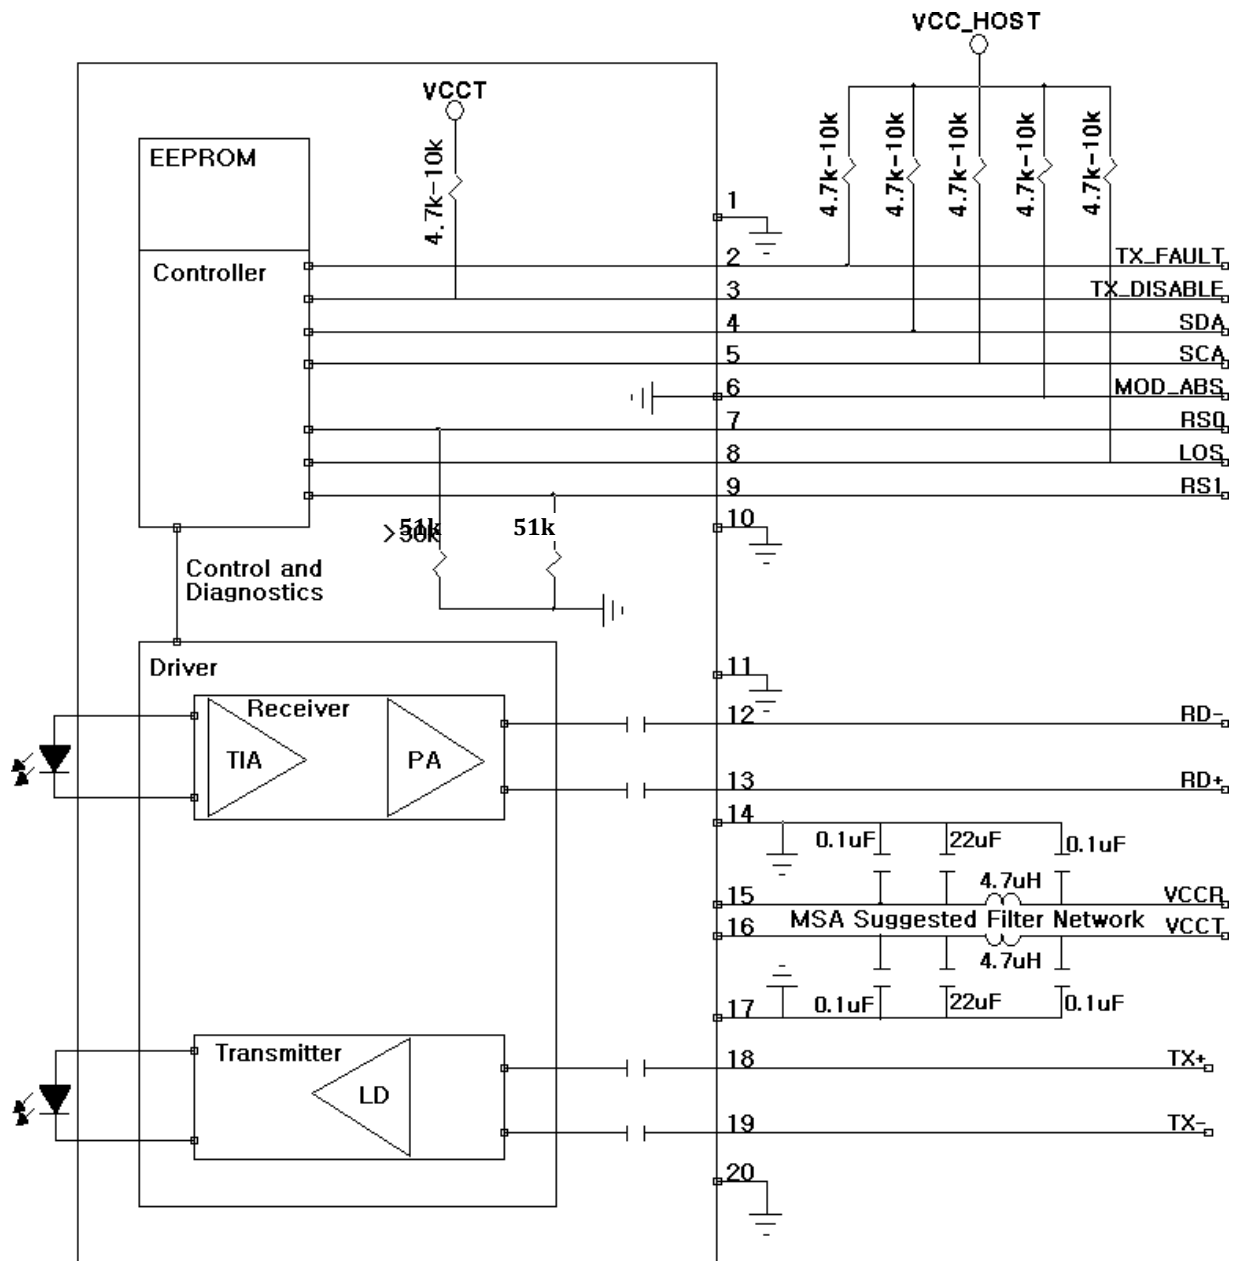 VCC_HOST
VCCT
4.7k-10k
4.7k-10k
4.7k-10k
4.7k-10k
4.7k-10k
4.7k-10k
EEPROM
Controller
1
2
TX_FAULT
3
TX_DISABLE
4
SDA
5
SCA
6
MOD_ABS
7
RS0
8
LOS
9
RS1
10
51k
>30k
51k
Control and
Diagnostics
Driver
11
Receiver
TIA
PA
12
RD-
13
RD+
14
0.1uF
22uF
0.1uF
4.7uH
15
VCCR
MSA Suggested Filter Network
16
VCCT
4.7uH
17
0.1uF
22uF
0.1uF
Transmitter
LD
18
TX+
19
TX-
20